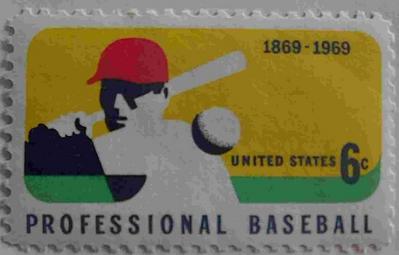 1869-1969
UNITED STATES 6c
PROFESSIONAL BASEBALL